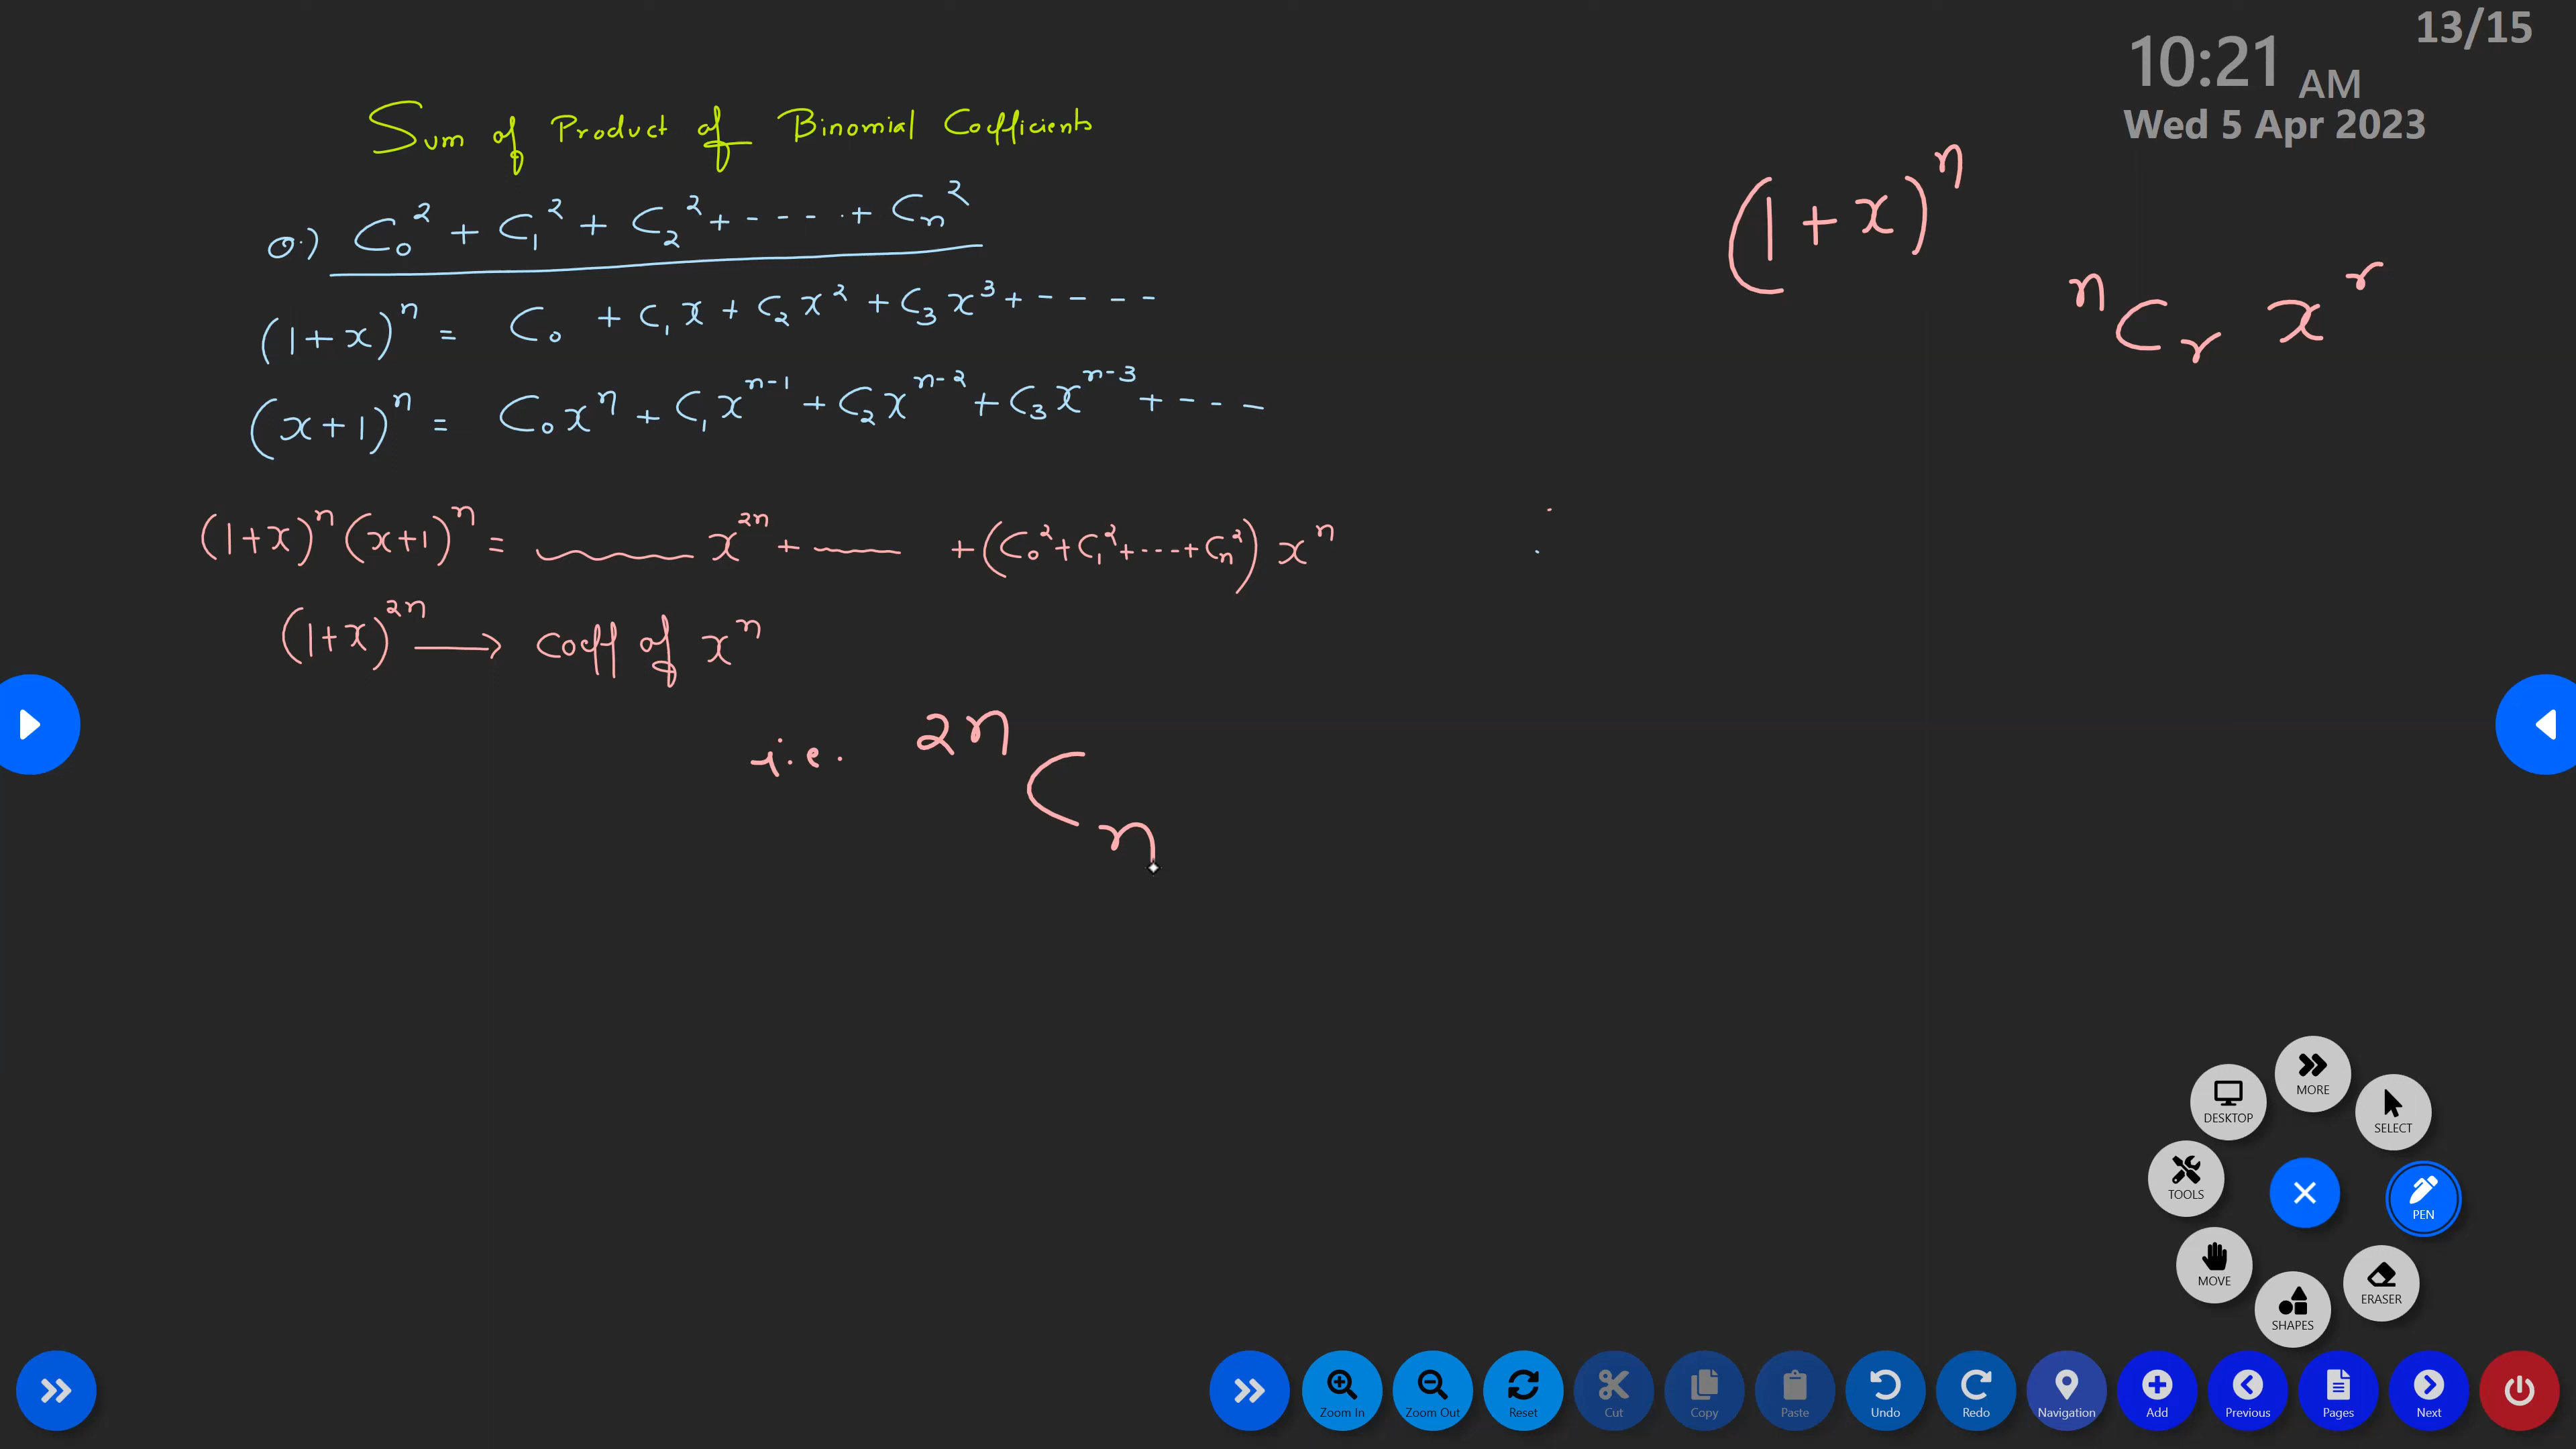 13/15
10:21 AM
Wed 5 Apr 2023
Sum of Product of Binomial Coefficients
Q.) C₀² + C₁² + C₂² + - - - - + Cₙ²
(1+x)ⁿ = C₀ + C₁x + C₂x² + C₃x³ + - - - -
(x+1)ⁿ = C₀xⁿ + C₁xⁿ⁻¹ + C₂xⁿ⁻² + C₃xⁿ⁻³ + - - -
(1+x)ⁿ(x+1)ⁿ = ____ x²ⁿ + ____ + (C₀² + C₁² + - - - + Cₙ²) xⁿ
(1+x)²ⁿ ⟶ coeff of xⁿ
i.e. ²ⁿCₙ
(1+x)ⁿ
ⁿCᵣ xʳ
MORE
DESKTOP
SELECT
TOOLS
PEN
MOVE
ERASER
SHAPES
Zoom In Zoom Out Reset Cut Copy Paste Undo Redo Navigation Add Previous Pages Next